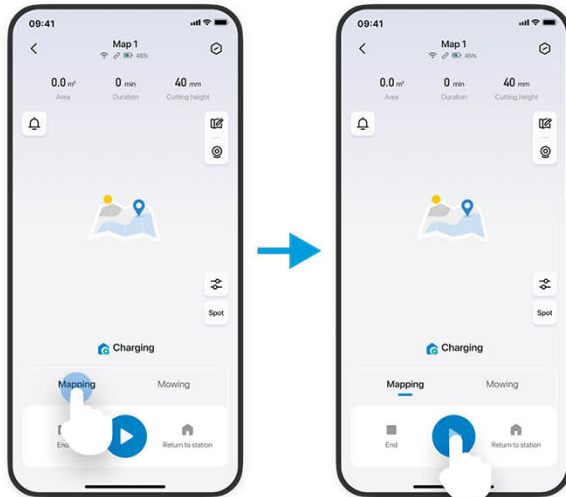 09:41
Map 1
45%
0.0 m² 0 min 40 mm
Area Duration Cutting height
Spot
Charging
Mapping Mowing
End Return to station
09:41
Map 1
45%
0.0 m² 0 min 40 mm
Area Duration Cutting height
Spot
Charging
Mapping Mowing
End Return to station